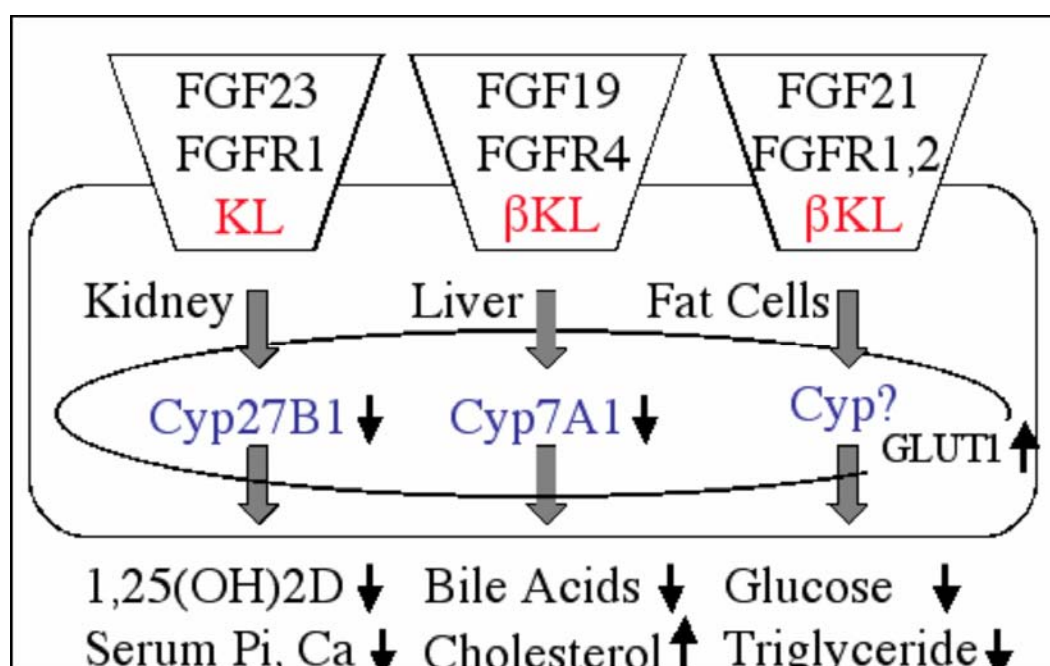 FGF23 FGF19 FGF21
FGFR1 FGFR4 FGFR1,2
KL βKL βKL
Kidney Liver Fat Cells
Cyp27B1 Cyp7A1 Cyp?
GLUT1
1,25(OH)2D Bile Acids Glucose
Serum Pi, Ca Cholesterol Triglyceride